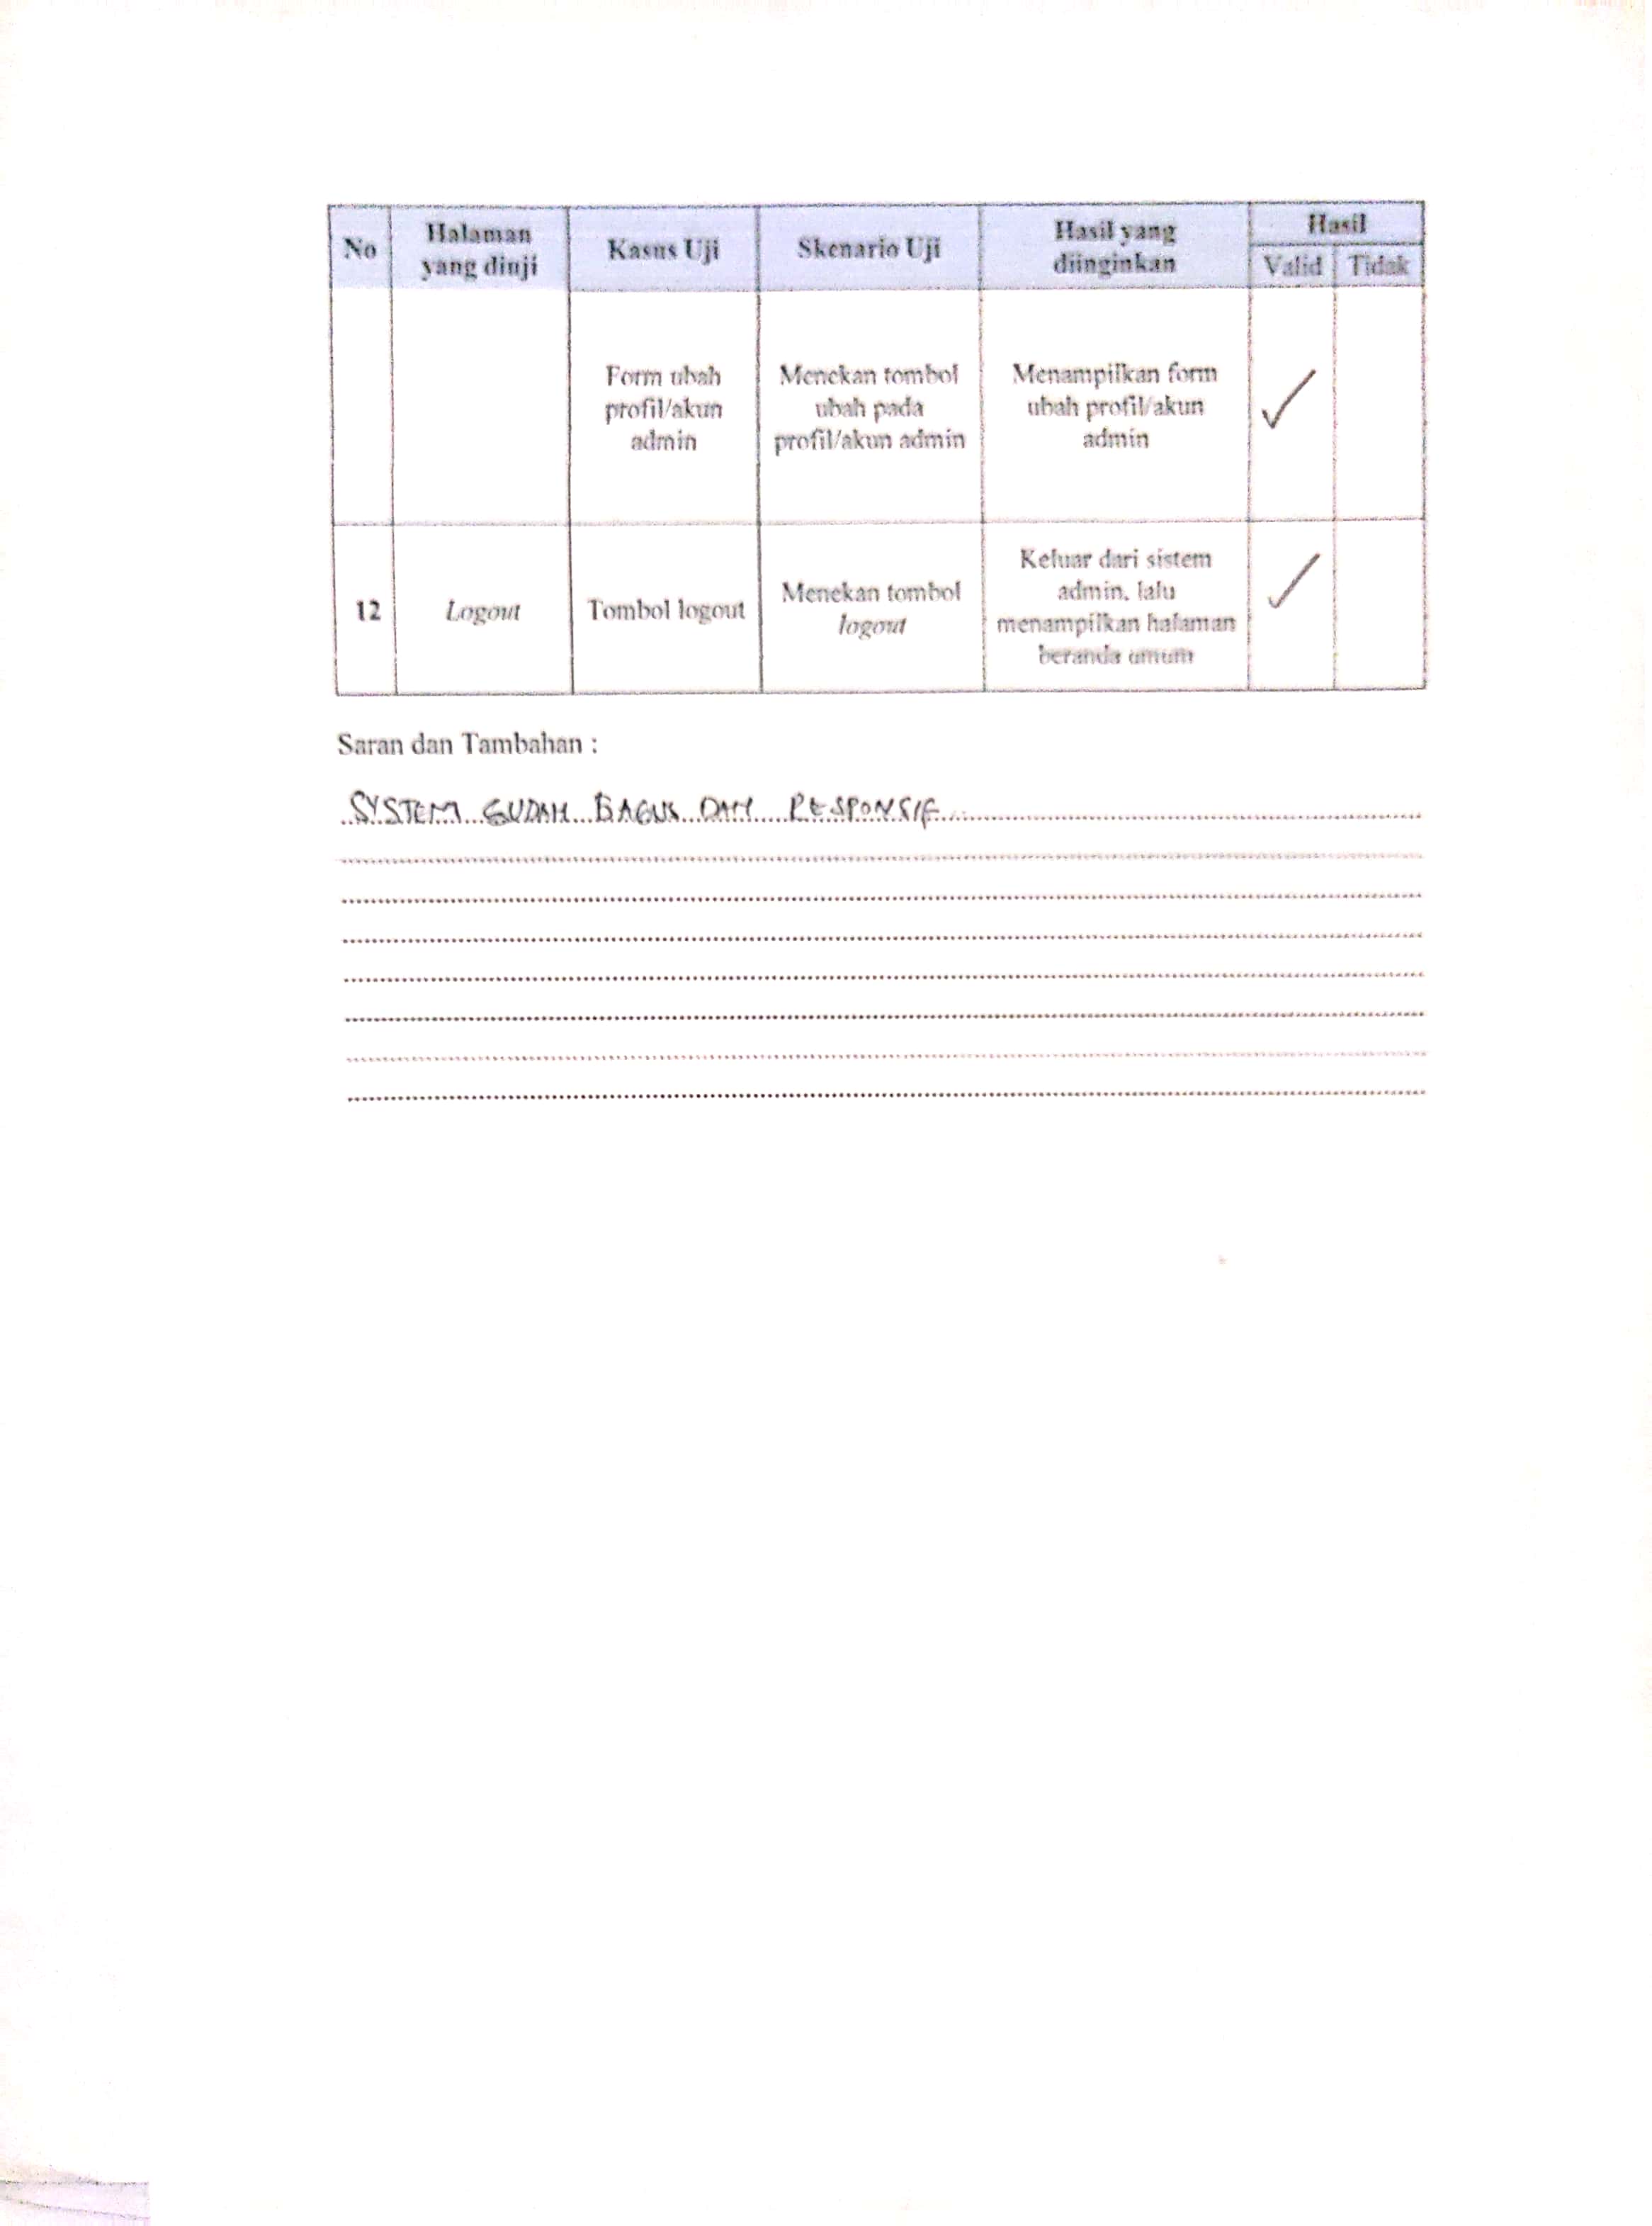 No Halaman yang diuji Kasus Uji Skenario Uji Hasil yang diinginkan Hasil
Valid Tidak
Form ubah profil/akun admin Menekan tombol ubah pada profil/akun admin Menampilkan form ubah profil/akun admin ✓
12 Logout Tombol logout Menekan tombol logout Keluar dari sistem admin, lalu menampilkan halaman beranda umum ✓
Saran dan Tambahan :
SYSTEM SUDAH BAGUS DAN RESPONSIF